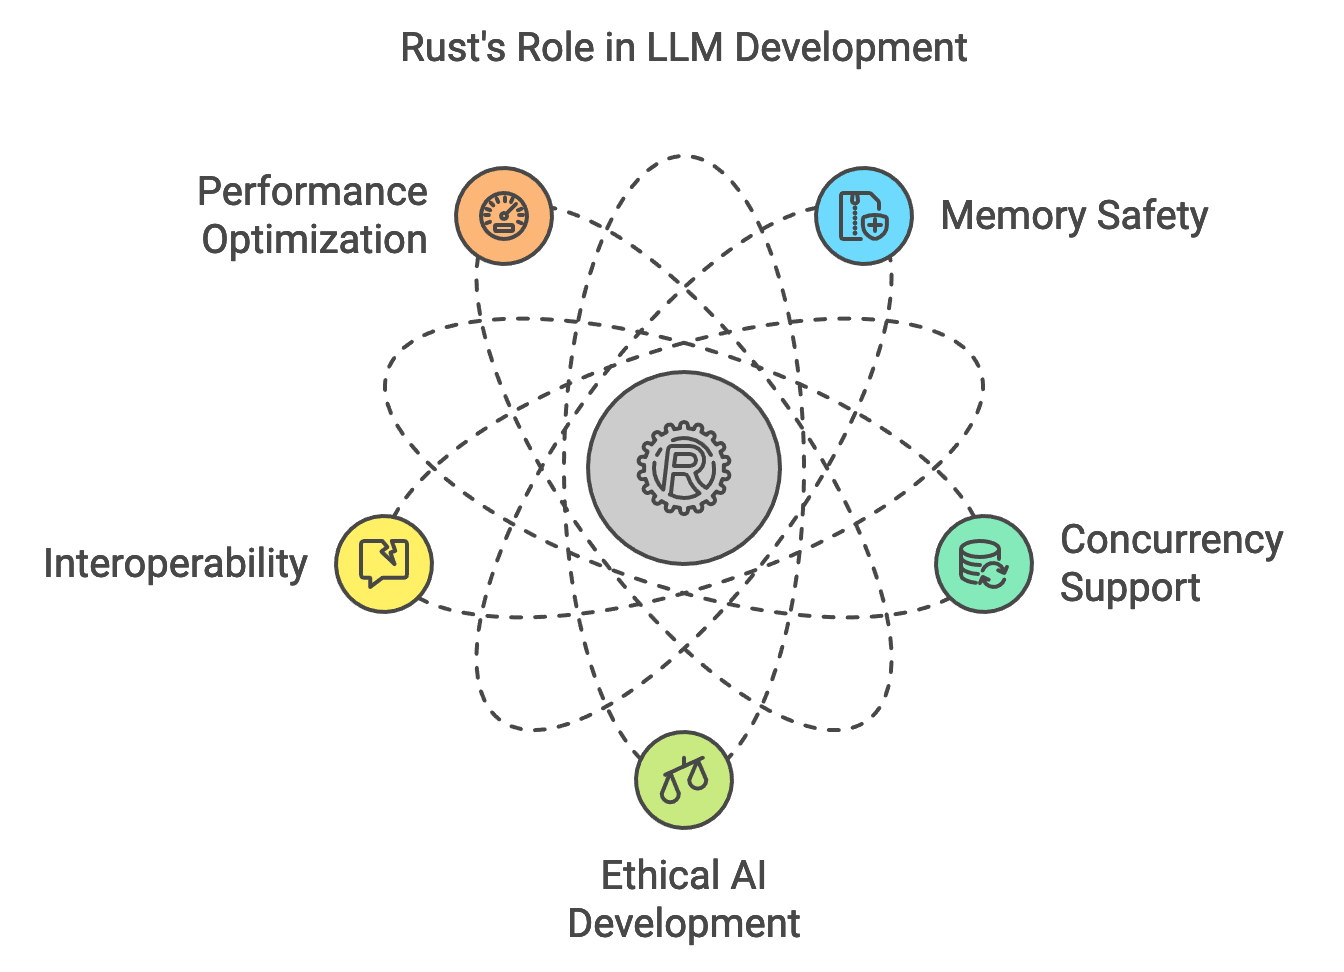 Rust's Role in LLM Development
Performance
Optimization
Memory Safety
R
Interoperability
Concurrency
Support
Ethical AI
Development